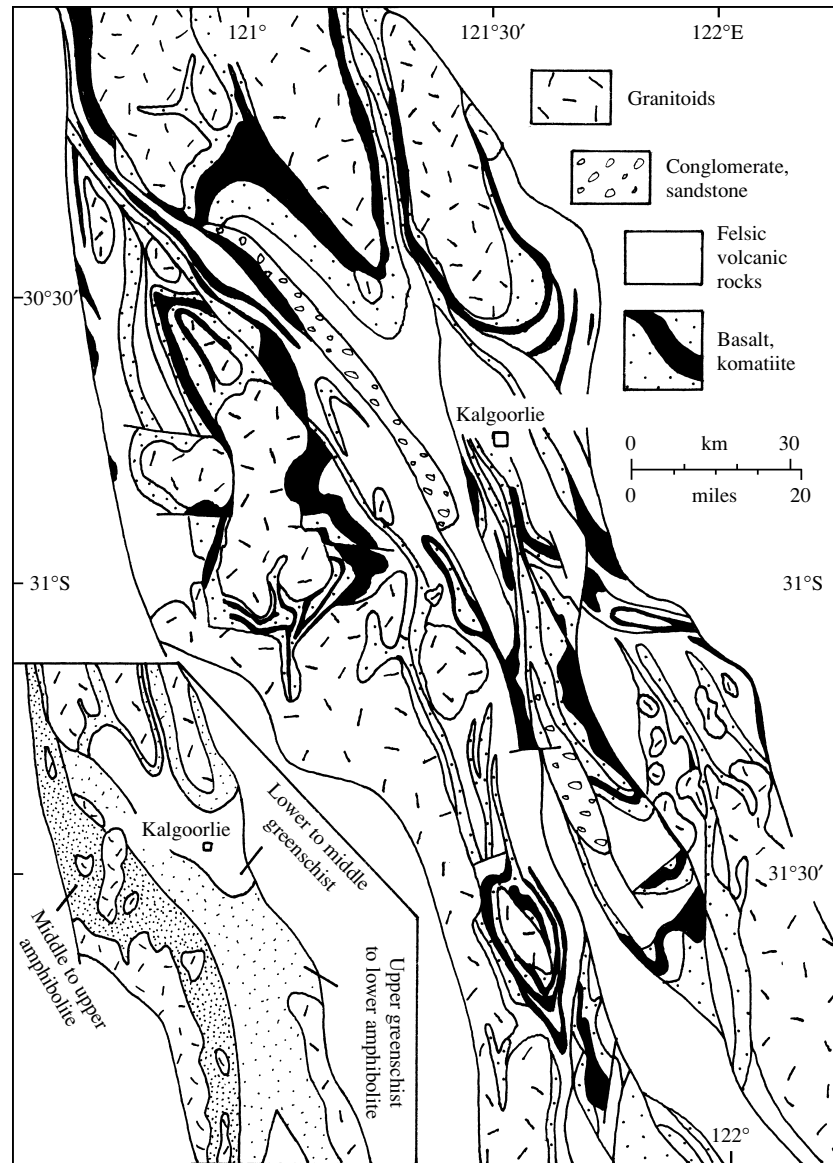 121°
121°30′
122°E
Granitoids
Conglomerate,
sandstone
Felsic
volcanic
rocks
30°30′
Basalt,
komatiite
Kalgoorlie
0 km 30
0 miles 20
31°S
31°S
Lower to middle
greenschist
Kalgoorlie
31°30′
Middle to upper
amphibolite
Upper greenschist
to lower amphibolite
122°